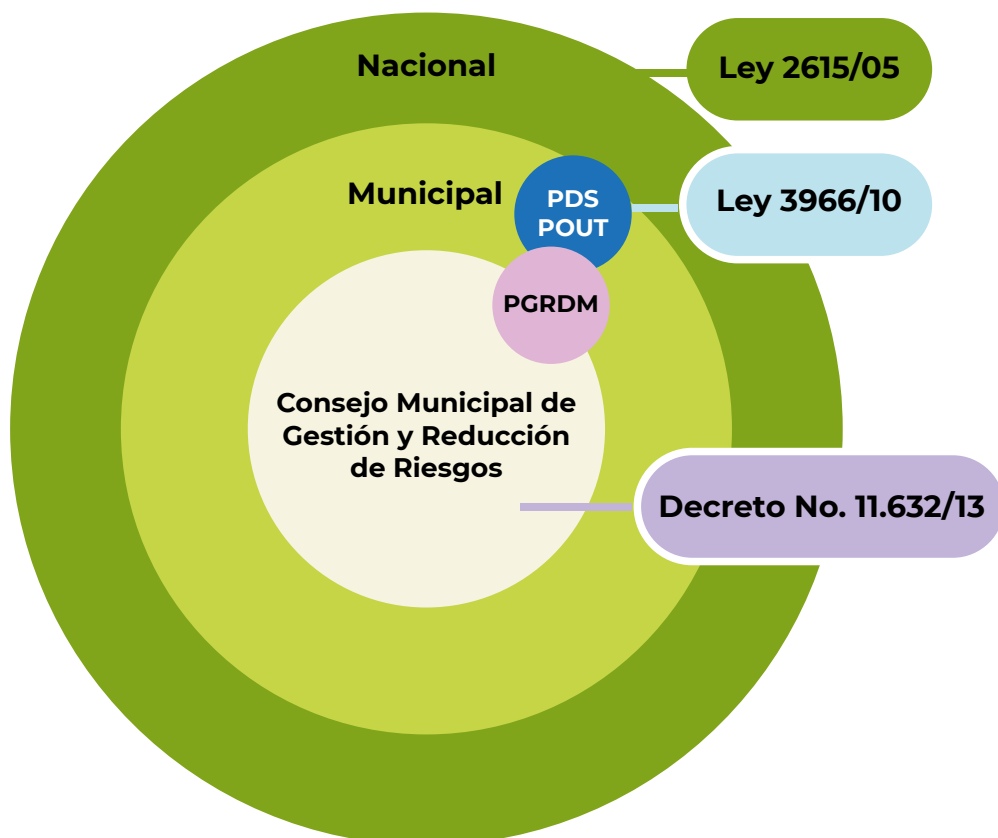 Nacional
Ley 2615/05
Municipal
PDS
POUT
Ley 3966/10
PGRDM
Consejo Municipal de
Gestión y Reducción
de Riesgos
Decreto No. 11.632/13